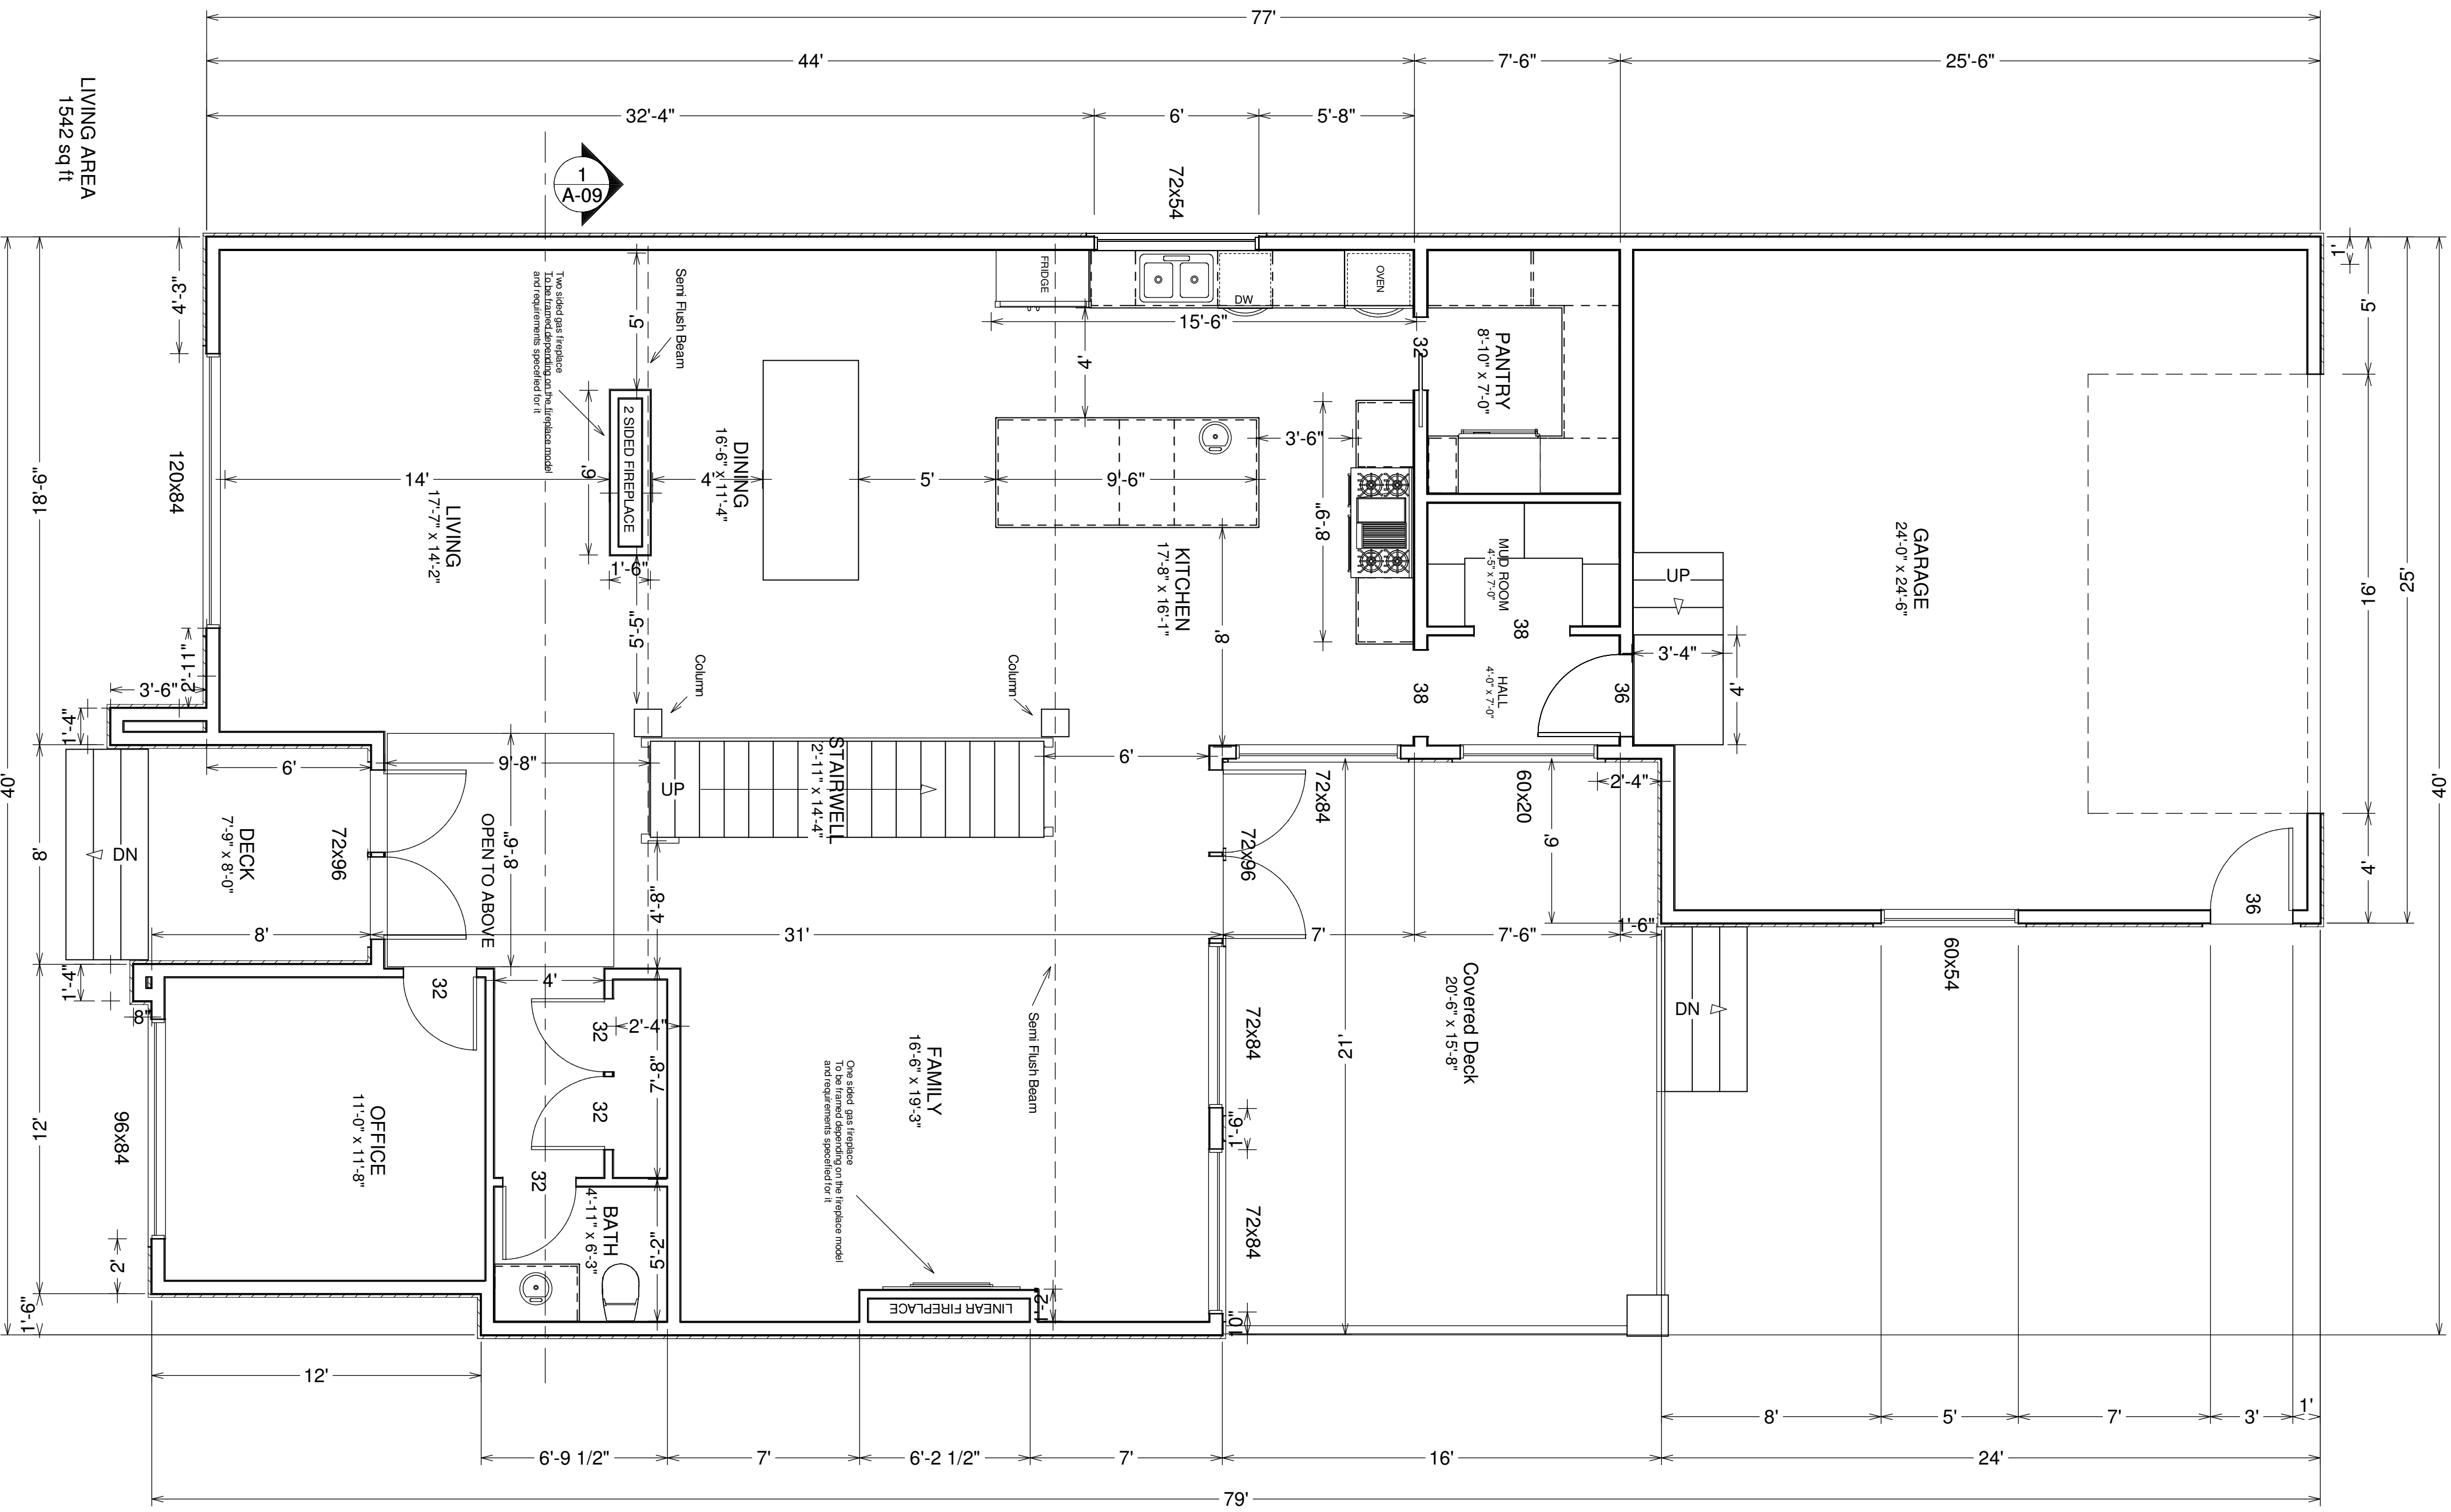 77'
44'
7'-6"
25'-6"
32'-4"
6'
5'-8"
LIVING AREA
1542 sq ft
1
A-09
72x54
4'-3"
18'-9"
40'
120x84
2'-11"
3'-6"
1'-4"
8'
1'-4"
8"
12'
96x84
2'
1'-6"
Two sided gas fireplace
To be framed depending on the fireplace model
and requirements specefied for it
Semi Flush Beam
5'
2 SIDED FIREPLACE
6'
1'-6"
5'-5"
14'
LIVING
17'-7" x 14'-2"
4'
DINING
16'-6" x 11'-4"
5'
9'-6"
FRIDGE
DW
OVEN
15'-6"
4'
3'-6"
8'-9"
KITCHEN
17'-8" x 16'-1"
8'
32
PANTRY
8'-10" x 7'-0"
MUD ROOM
4'-5" x 7'-0"
38
HALL
4'-0" x 7'-0"
38
36
UP
3'-4"
4'
GARAGE
24'-0" x 24'-6"
1'
5'
16'
25'
4'
40'
36
60x54
Column
Column
6'
9'-8"
UP
STAIRWELL
2'-11" x 14'-4"
6'
DN
DECK
7'-9" x 8'-0"
72x96
8'-6"
OPEN TO ABOVE
4'-8"
8'
31'
72x96
72x84
60x20
2'-4"
6'
7'
7'-6"
1'-6"
32
4'
32
2'-4"
32
7'-8"
32
BATH
4'-11" x 6'-3"
5'-2"
OFFICE
11'-0" x 11'-8"
FAMILY
16'-6" x 19'-3"
Semi Flush Beam
One sided gas fireplace
To be framed depending on the fireplace model
and requirements specefied for it
LINEAR FIREPLACE
1'-2"
72x84
1'-6"
72x84
10"
21'
Covered Deck
20'-6" x 15'-8"
DN
12'
8'
5'
7'
3'
1'
6'-9 1/2"
7'
6'-2 1/2"
7'
16'
24'
79'